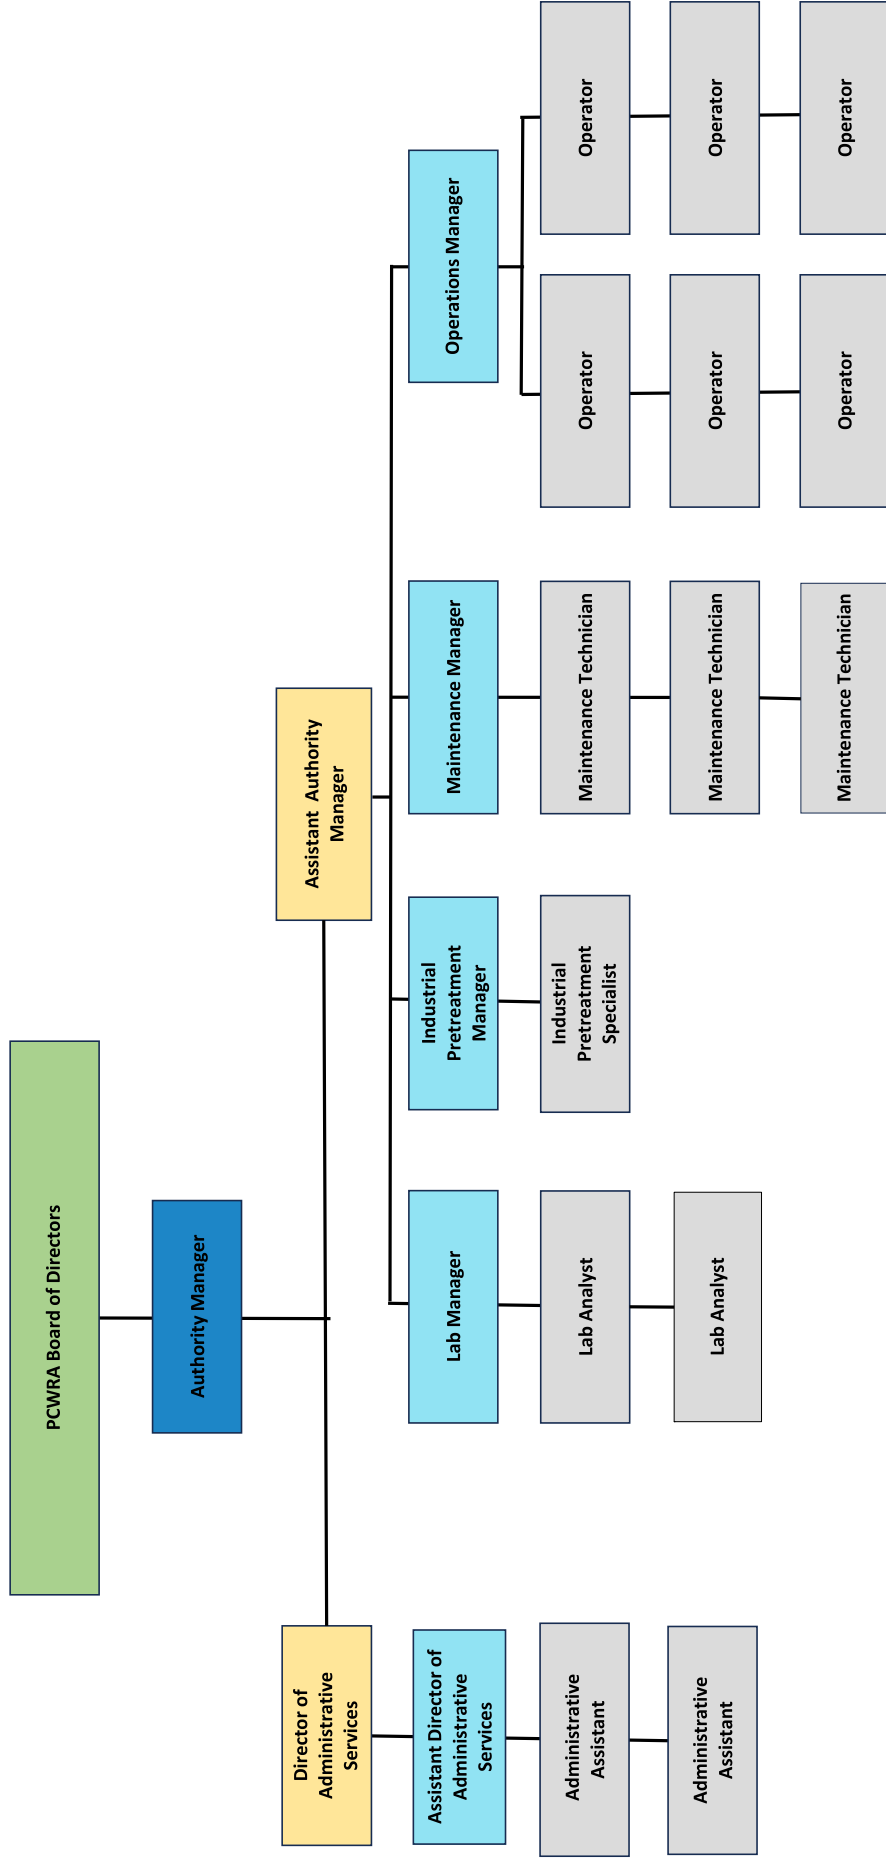 PCWRA Board of Directors
Authority Manager
Director of
Administrative
Services
Assistant  Authority
Manager
Assistant Director of
Administrative
Services
Lab Manager
Industrial
Pretreatment
Manager
Maintenance Manager
Operations Manager
Administrative
Assistant
Lab Analyst
Industrial
Pretreatment
Specialist
Maintenance Technician
Operator
Operator
Administrative
Assistant
Lab Analyst
Maintenance Technician
Operator
Operator
Maintenance Technician
Operator
Operator